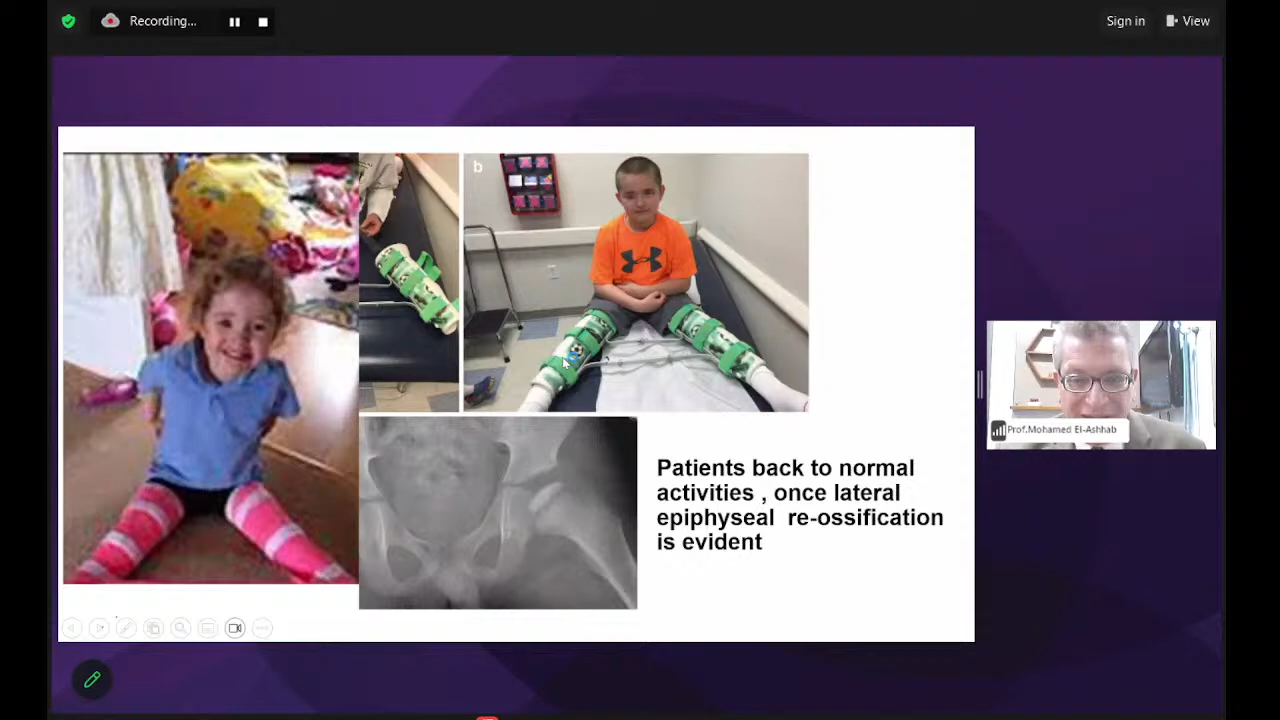 Recording...
Sign in
View
b
Prof.Mohamed El-Ashhab
Patients back to normal
activities , once lateral
epiphyseal re-ossification
is evident